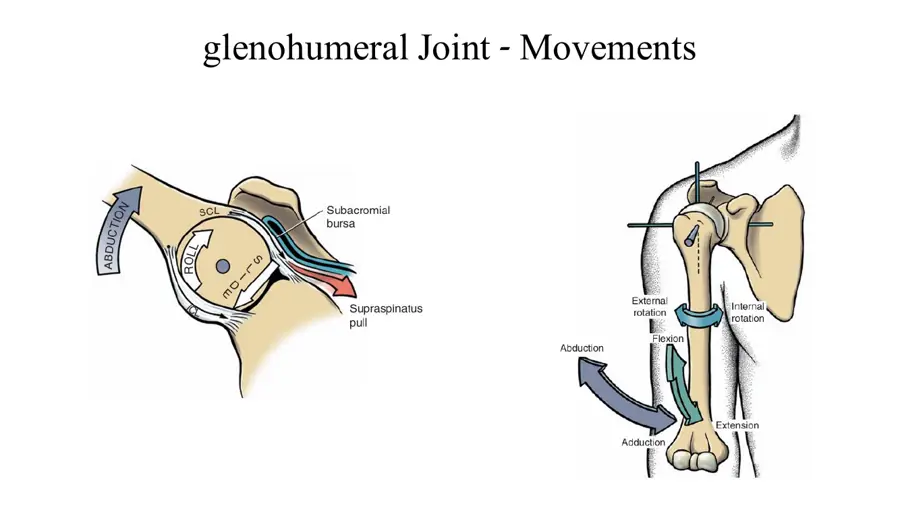 glenohumeral Joint - Movements
ABDUCTION
SCL
ROLL
SLIDE
ICL
Subacromial
bursa
Supraspinatus
pull
External
rotation
Internal
rotation
Flexion
Abduction
Extension
Adduction